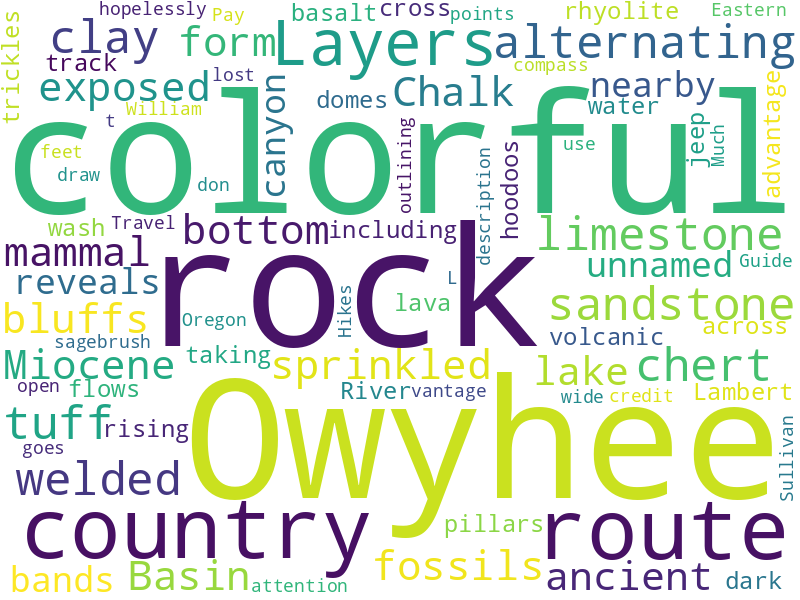 hopelessly Pay basalt cross points rhyolite Eastern
trickles clay form Layers alternating
track compass
exposed lost canyon domes Chalk nearby advantage
William water
t outlining jeep Much
colorful
feet use
draw don description hoodoos
wash Travel bottom including limestone
mammal rock unnamed Guide
reveals L
bluffs Oregon Hikes lava sandstone
sagebrush volcanic across
Miocene taking sprinkled lake chert
open flows River vantage wide credit Lambert
tuff rising Owyhee Sullivan
goes
welded
country route
pillars
bands Basin attention fossils ancient dark